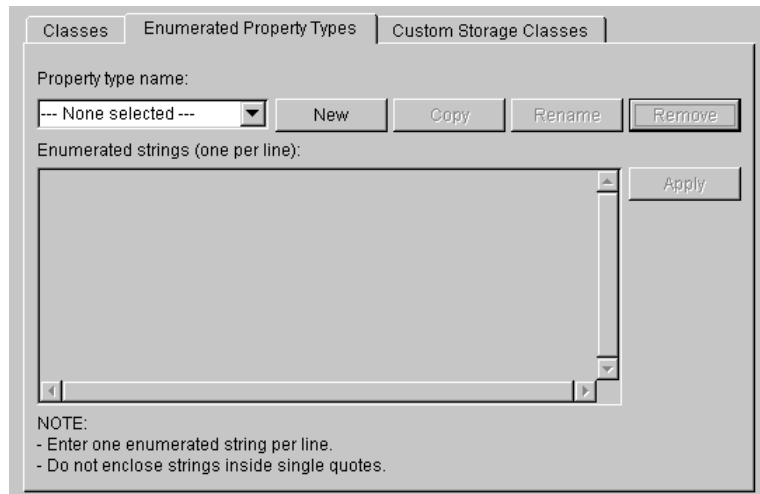 Classes Enumerated Property Types Custom Storage Classes
Property type name:
--- None selected --- New Copy Rename Remove
Enumerated strings (one per line):
Apply
NOTE:
- Enter one enumerated string per line.
- Do not enclose strings inside single quotes.